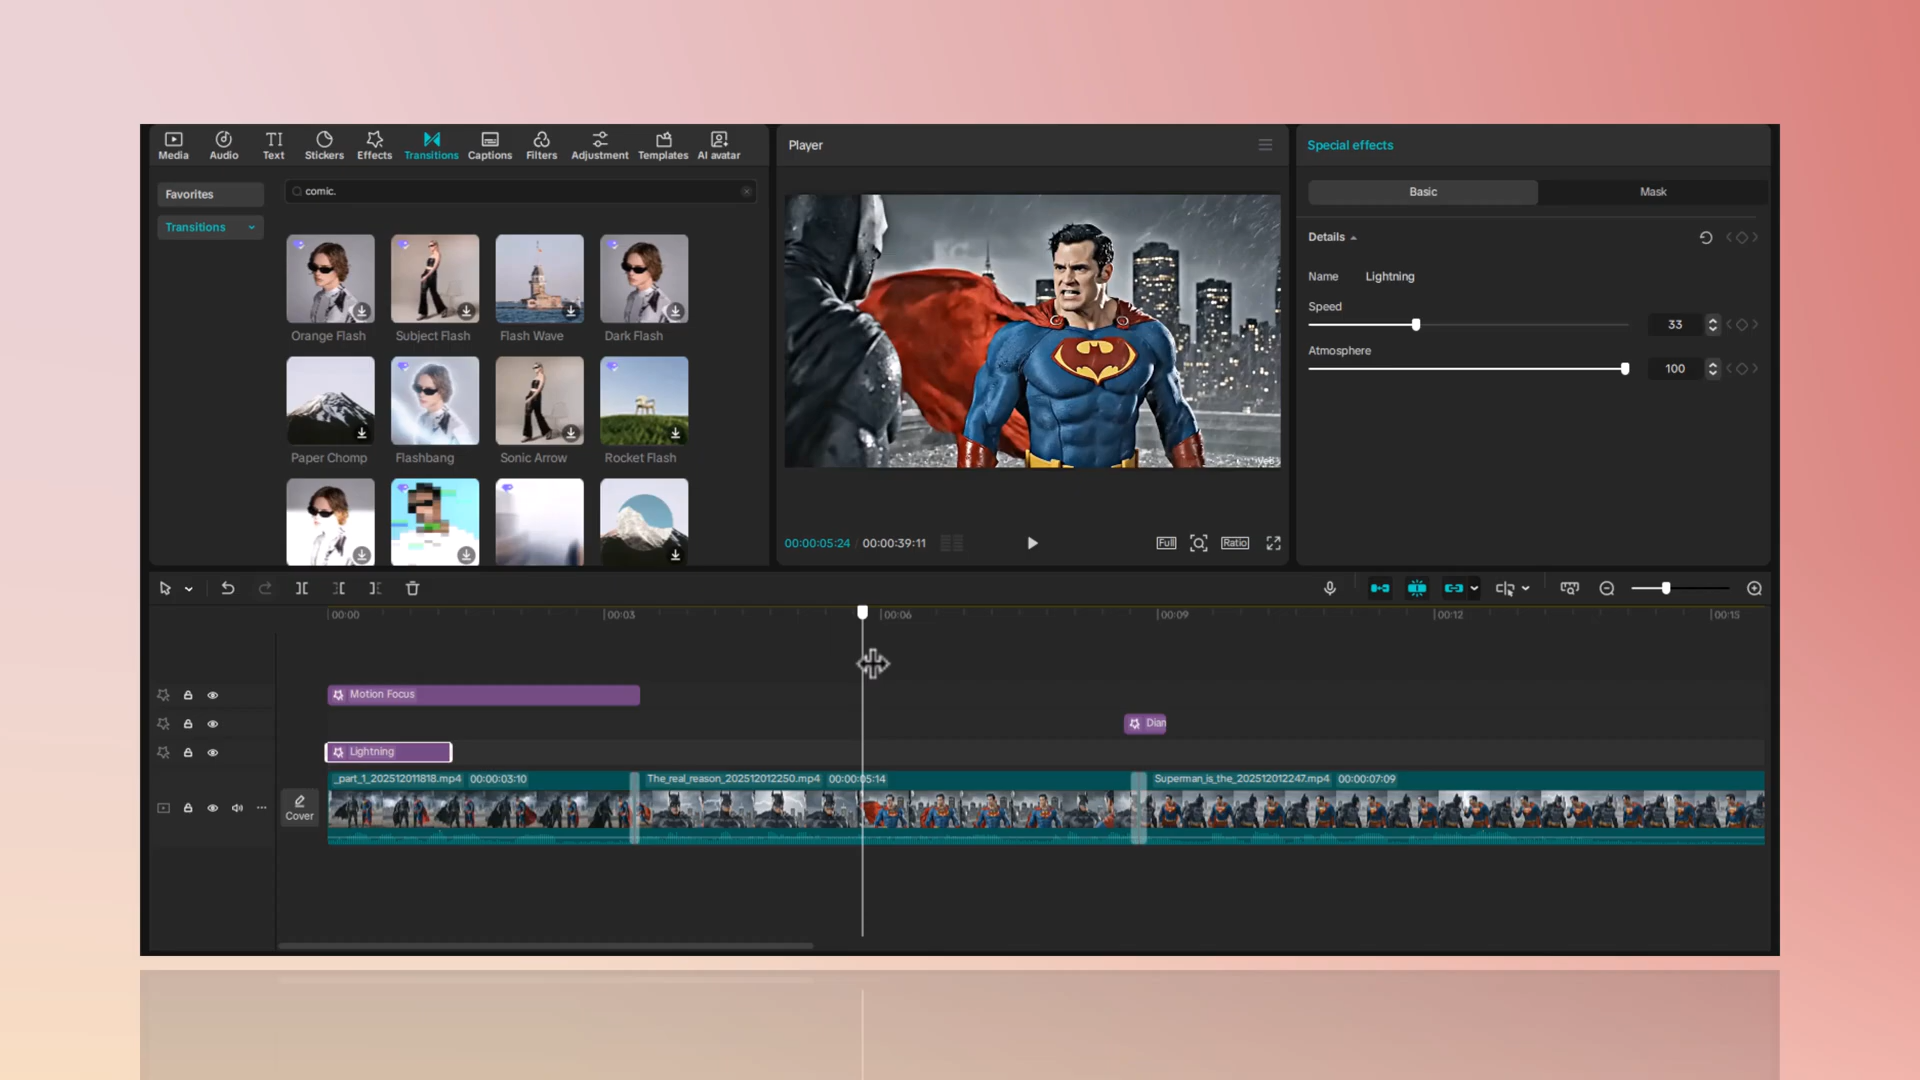 Media Audio Text Stickers Effects Transitions Captions Filters Adjustment Templates AI avatar
Favorites
Transitions
comic.
Orange Flash Subject Flash Flash Wave Dark Flash
Paper Chomp Flashbang Sonic Arrow Rocket Flash
Player
00:00:05:24 / 00:00:39:11
Full
Ratio
Special effects
Basic Mask
Details
Name Lightning
Speed
33
Atmosphere
100
00:00 00:03 00:06 00:09 00:12 00:15
Motion Focus
Dian
Lightning
_part_1_202512011818.mp4 00:00:03:10
The_real_reason_202512012250.mp4 00:00:05:14
Superman_is_the_202512012247.mp4 00:00:07:09
Cover